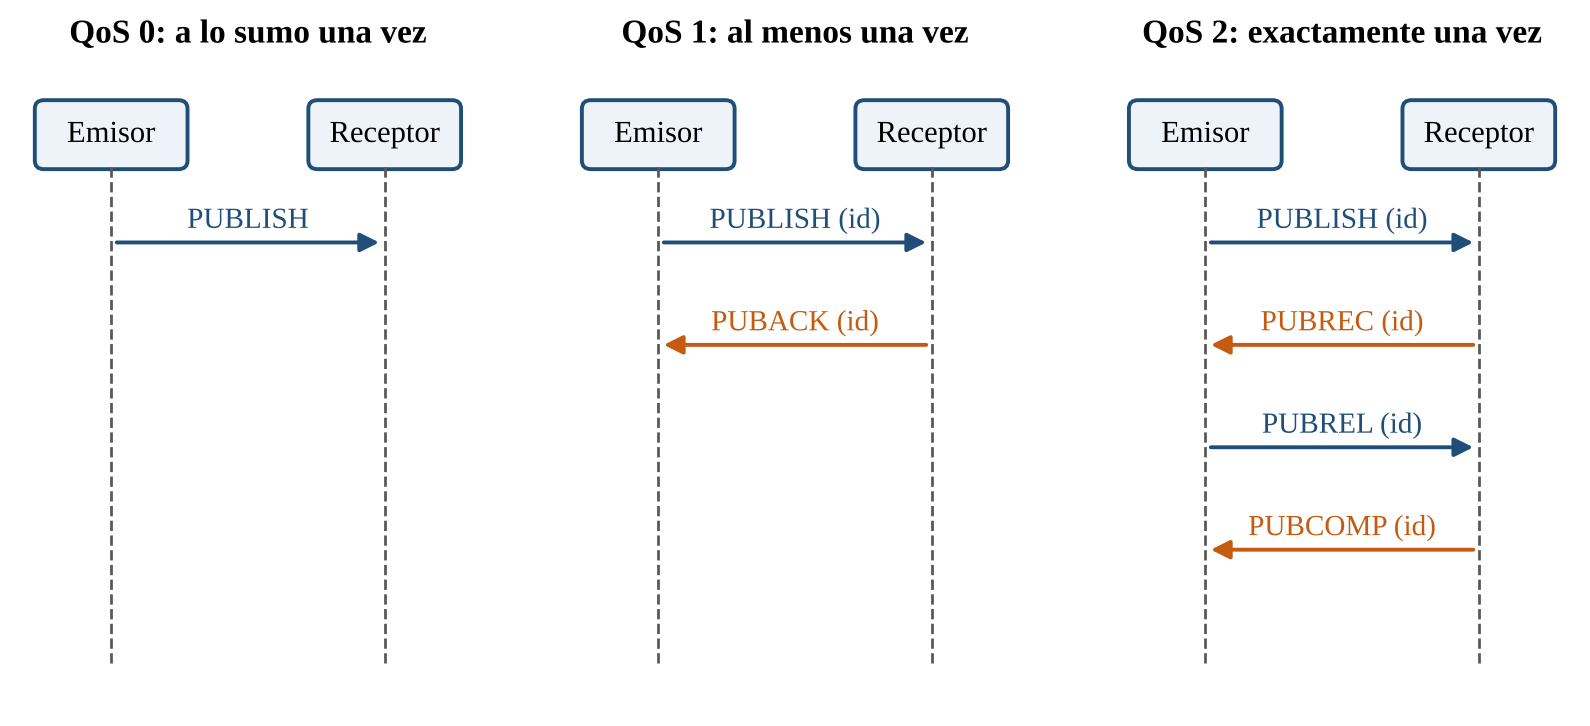 QoS 0: a lo sumo una vez
Emisor
Receptor
PUBLISH
QoS 1: al menos una vez
Emisor
Receptor
PUBLISH (id)
PUBACK (id)
QoS 2: exactamente una vez
Emisor
Receptor
PUBLISH (id)
PUBREC (id)
PUBREL (id)
PUBCOMP (id)